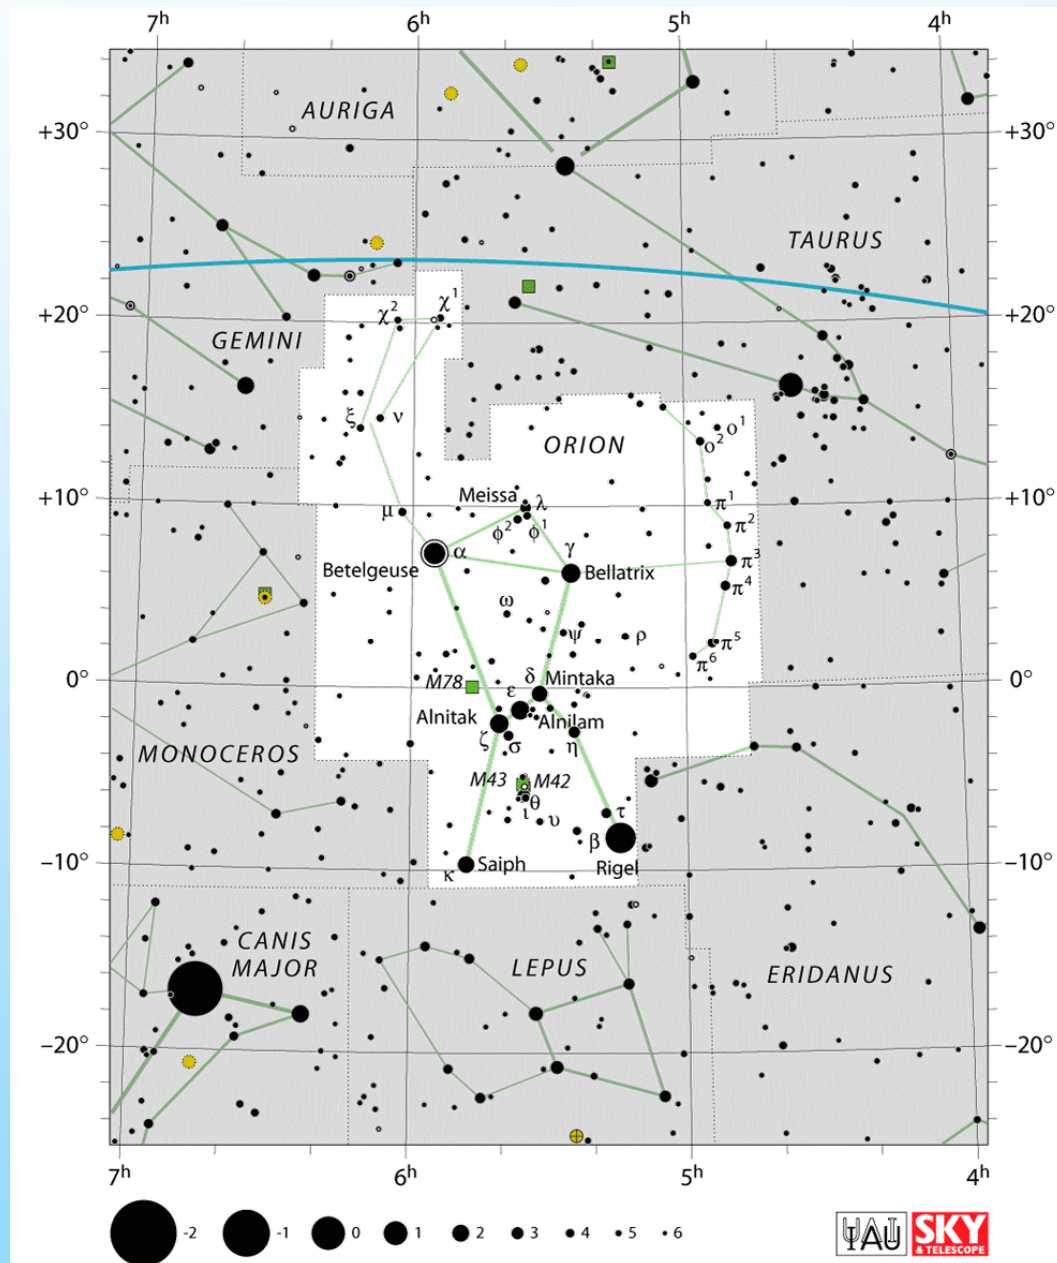 7h 6h 5h 4h
+30° +30°
AURIGA
TAURUS
+20° +20°
χ2 χ1
GEMINI
ξ ν
ORION
ο1
ο2
+10° +10°
Meissa λ
π1
μ
φ2 φ1
π2
α γ
π3
Betelgeuse Bellatrix
π4
ω
ψ ρ
π5
π6
0° 0°
M78 δ Mintaka
ε
Alnitak Alnilam
ζ σ η
MONOCEROS
M43 M42
θ
ι υ τ
β
-10° -10°
κ Saiph Rigel
CANIS
MAJOR
LEPUS
ERIDANUS
-20° -20°
7h 6h 5h 4h
-2 -1 0 1 2 3 4 5 6
IAU SKY
& TELESCOPE